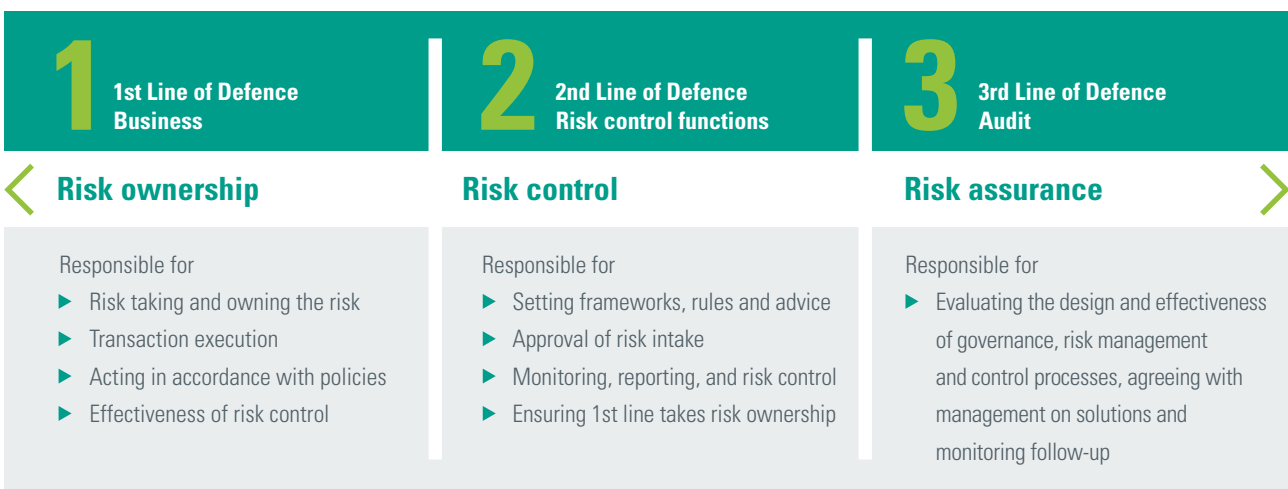 1
1st Line of Defence
Business
2
2nd Line of Defence
Risk control functions
3
3rd Line of Defence
Audit
Risk ownership
Risk control
Risk assurance
Responsible for
Risk taking and owning the risk
Transaction execution
Acting in accordance with policies
Effectiveness of risk control
Responsible for
Setting frameworks, rules and advice
Approval of risk intake
Monitoring, reporting, and risk control
Ensuring 1st line takes risk ownership
Responsible for
Evaluating the design and effectiveness
of governance, risk management
and control processes, agreeing with
management on solutions and
monitoring follow-up